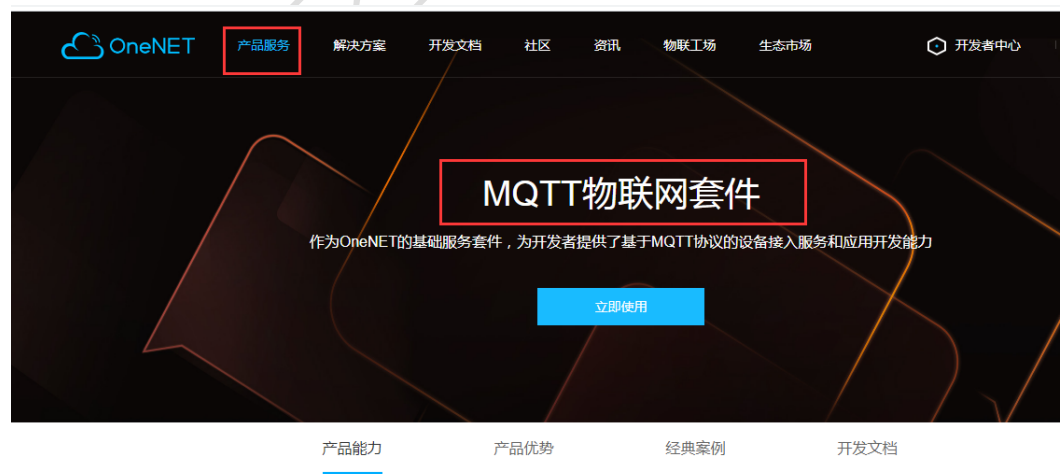 OneNET 产品服务 解决方案 开发文档 社区 资讯 物联工场 生态市场 开发者中心
MQTT物联网套件
作为OneNET的基础服务套件，为开发者提供了基于MQTT协议的设备接入服务和应用开发能力
立即使用
产品能力 产品优势 经典案例 开发文档